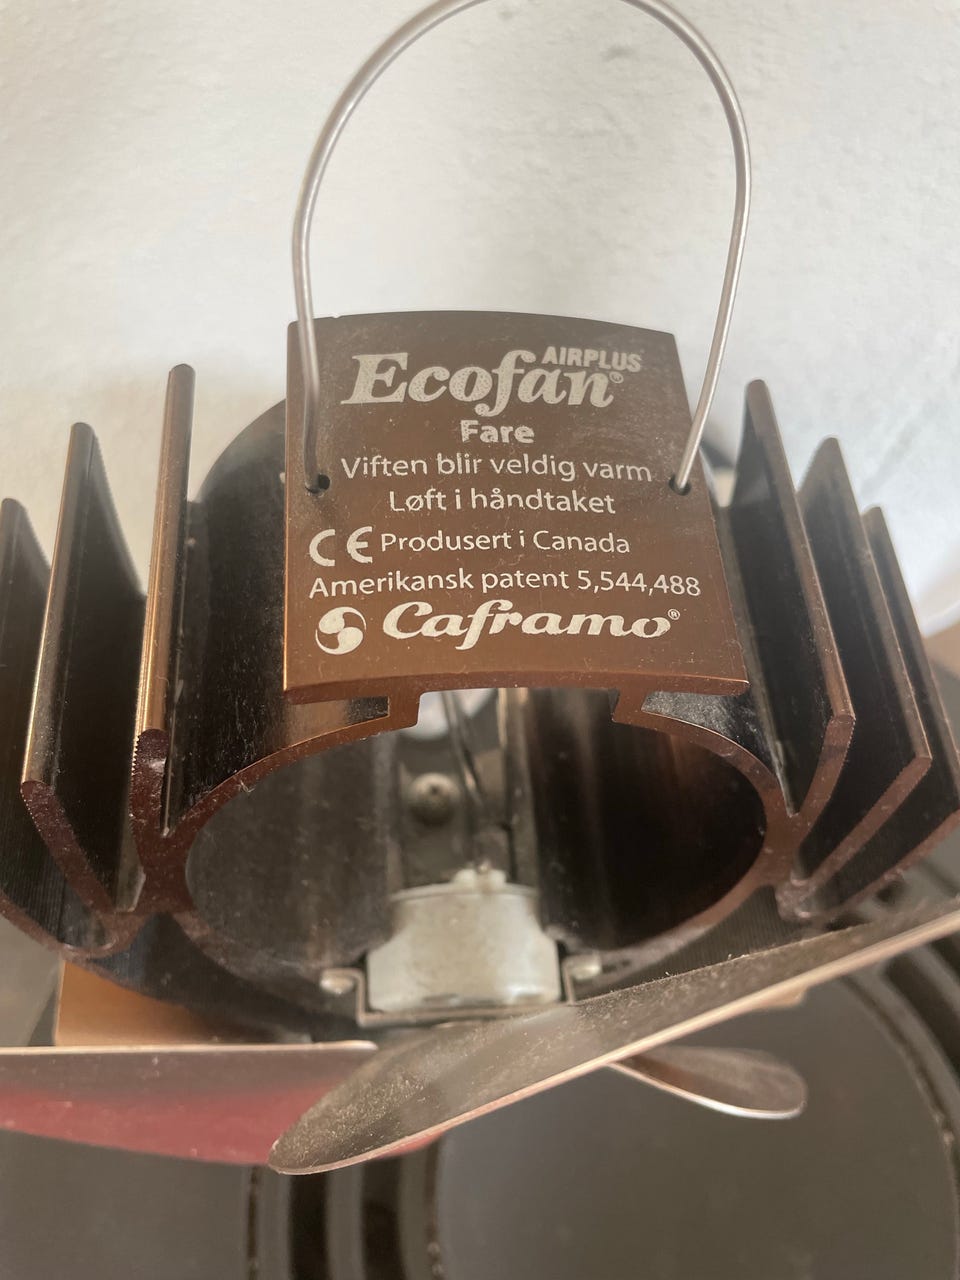 AIRPLUS
Ecofan®
Fare
Viften blir veldig varm
Løft i håndtaket
CE Produsert i Canada
Amerikansk patent 5,544,488
Caframo®